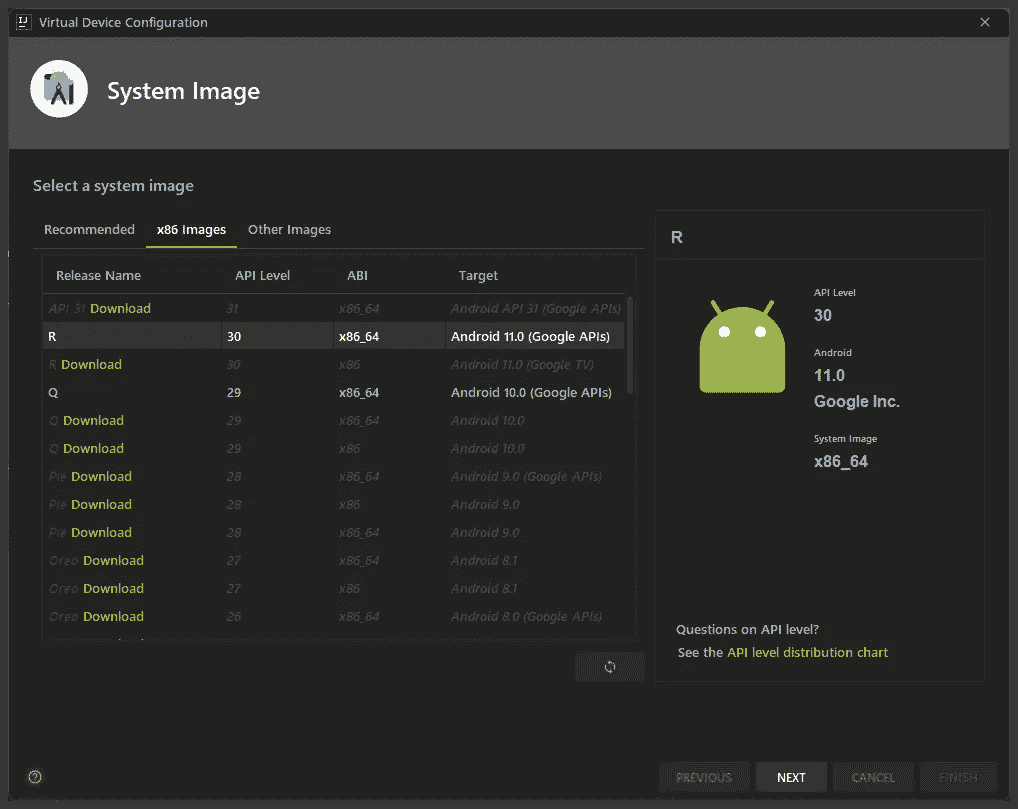 IJ Virtual Device Configuration
System Image
Select a system image
Recommended x86 Images Other Images
Release Name API Level ABI Target
API 31 Download 31 x86_64 Android API 31 (Google APIs)
R 30 x86_64 Android 11.0 (Google APIs)
R Download 30 x86 Android 11.0 (Google TV)
Q 29 x86_64 Android 10.0 (Google APIs)
Q Download 29 x86_64 Android 10.0
Q Download 29 x86 Android 10.0
Pie Download 28 x86_64 Android 9.0 (Google APIs)
Pie Download 28 x86 Android 9.0
Pie Download 28 x86_64 Android 9.0
Oreo Download 27 x86_64 Android 8.1
Oreo Download 27 x86 Android 8.1
Oreo Download 26 x86_64 Android 8.0 (Google APIs)
R
API Level
30
Android
11.0
Google Inc.
System Image
x86_64
Questions on API level?
See the API level distribution chart
? PREVIOUS NEXT CANCEL FINISH